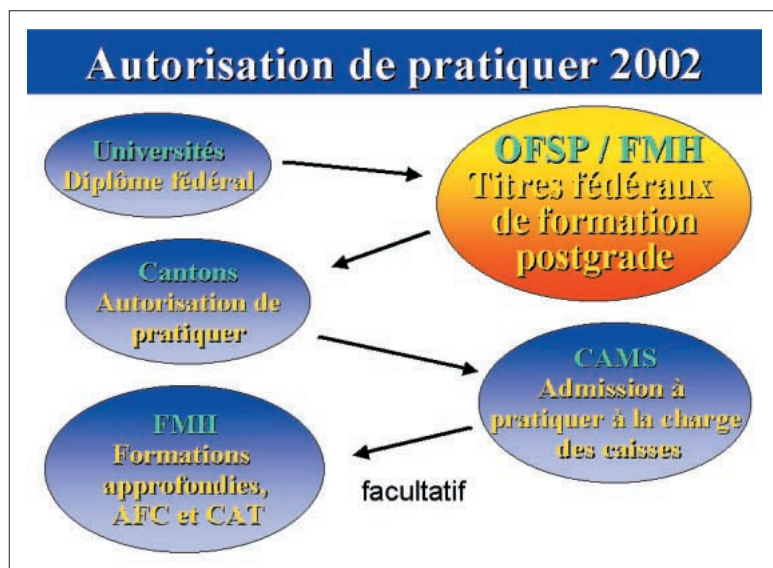 Autorisation de pratiquer 2002
Universités
Diplôme fédéral
OFSP / FMH
Titres fédéraux
de formation
postgrade
Cantons
Autorisation de
pratiquer
CAMS
Admission à
pratiquer à la charge
des caisses
FMH
Formations
approfondies,
AFC et CAT
facultatif